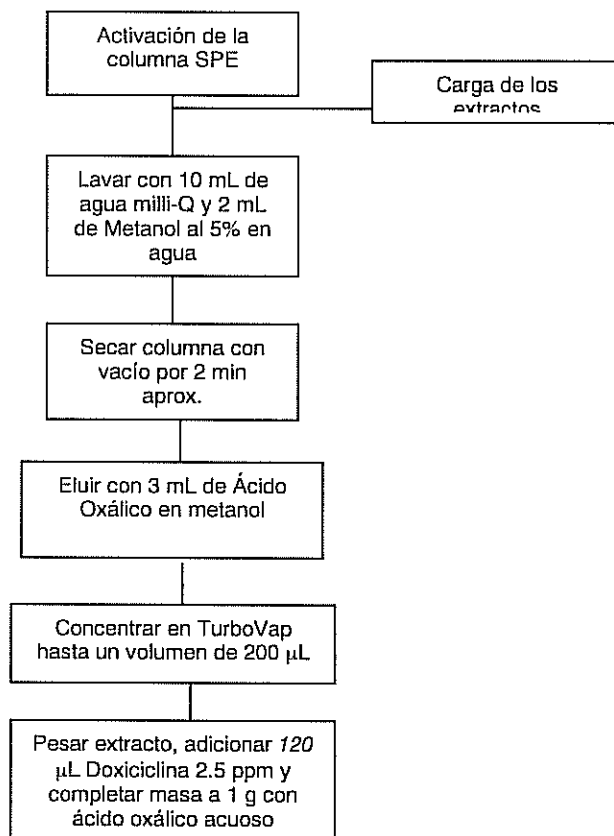 Activación de la
columna SPE
Carga de los
extractos
Lavar con 10 mL de
agua milli-Q y 2 mL
de Metanol al 5% en
agua
Secar columna con
vacío por 2 min
aprox.
Eluir con 3 mL de Ácido
Oxálico en metanol
Concentrar en TurboVap
hasta un volumen de 200 μL
Pesar extracto, adicionar 120
μL Doxiciclina 2.5 ppm y
completar masa a 1 g con
ácido oxálico acuoso